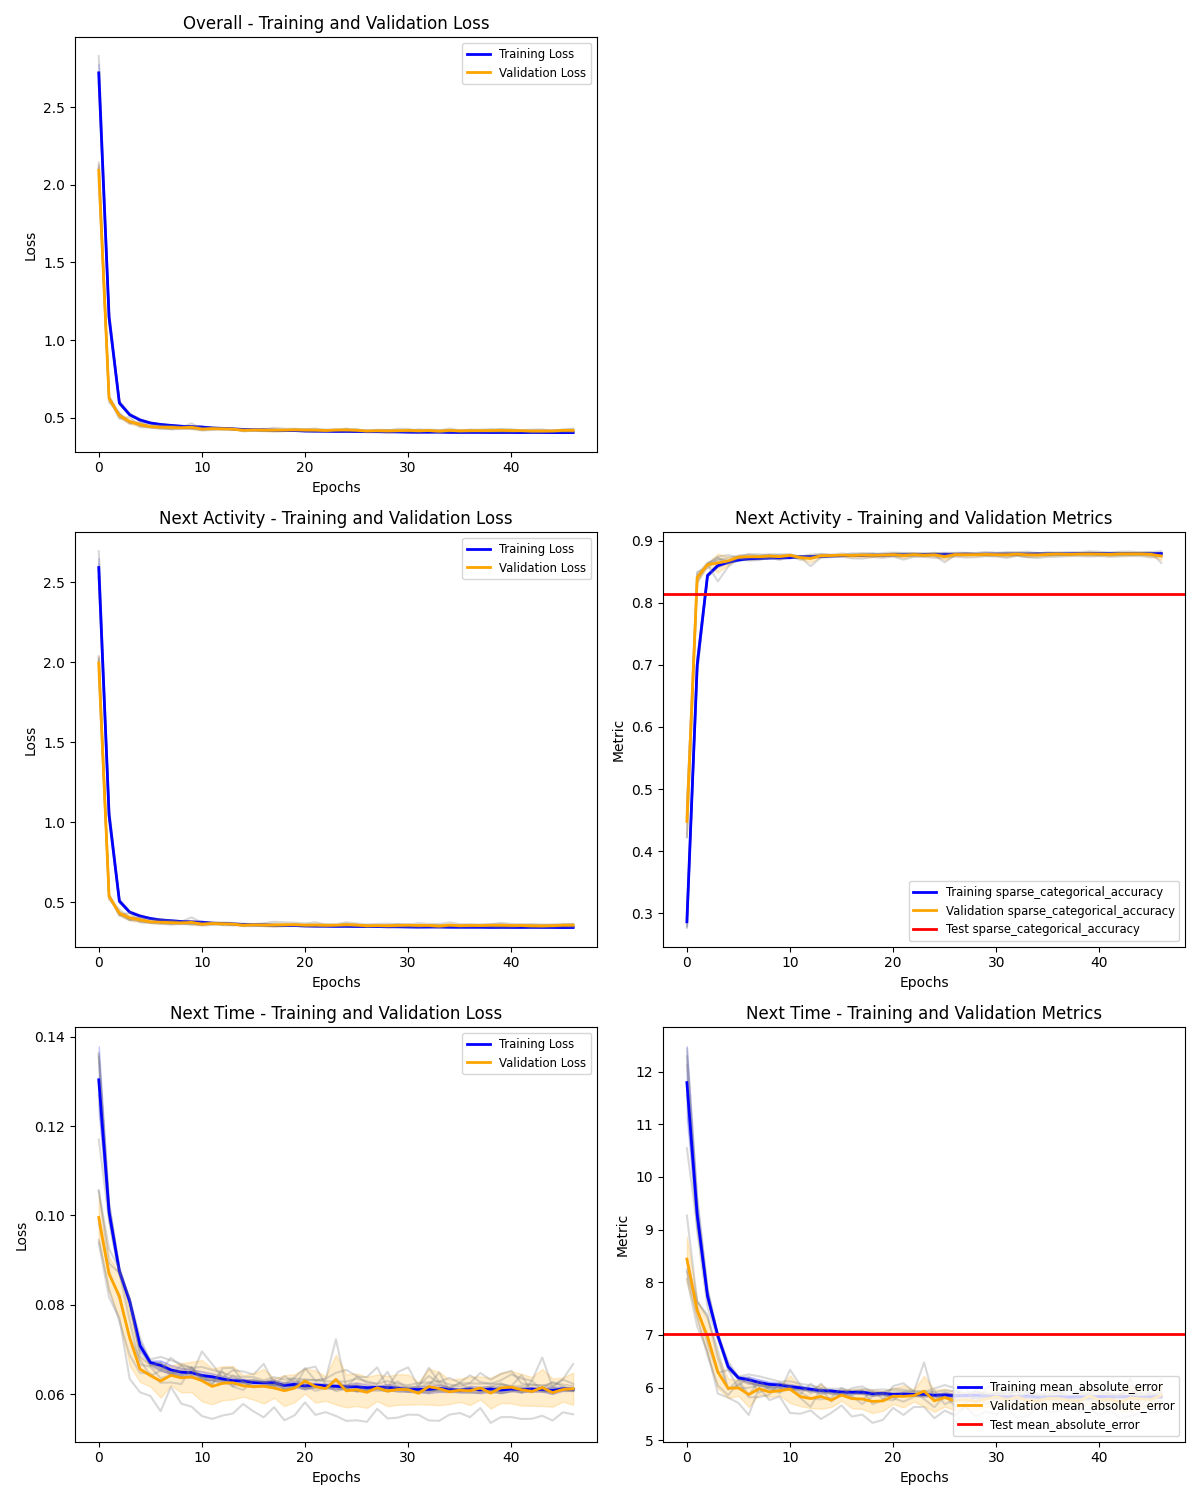 Overall - Training and Validation Loss
Training Loss
Validation Loss
2.5
2.0
1.5
1.0
0.5
Loss
0 10 20 30 40
Epochs
Next Activity - Training and Validation Loss
Training Loss
Validation Loss
2.5
2.0
1.5
1.0
0.5
Loss
0 10 20 30 40
Epochs
Next Activity - Training and Validation Metrics
0.9
0.8
0.7
0.6
0.5
0.4
0.3
Metric
Training sparse_categorical_accuracy
Validation sparse_categorical_accuracy
Test sparse_categorical_accuracy
0 10 20 30 40
Epochs
Next Time - Training and Validation Loss
Training Loss
Validation Loss
0.14
0.12
0.10
0.08
0.06
Loss
0 10 20 30 40
Epochs
Next Time - Training and Validation Metrics
12
11
10
9
8
7
6
5
Metric
Training mean_absolute_error
Validation mean_absolute_error
Test mean_absolute_error
0 10 20 30 40
Epochs